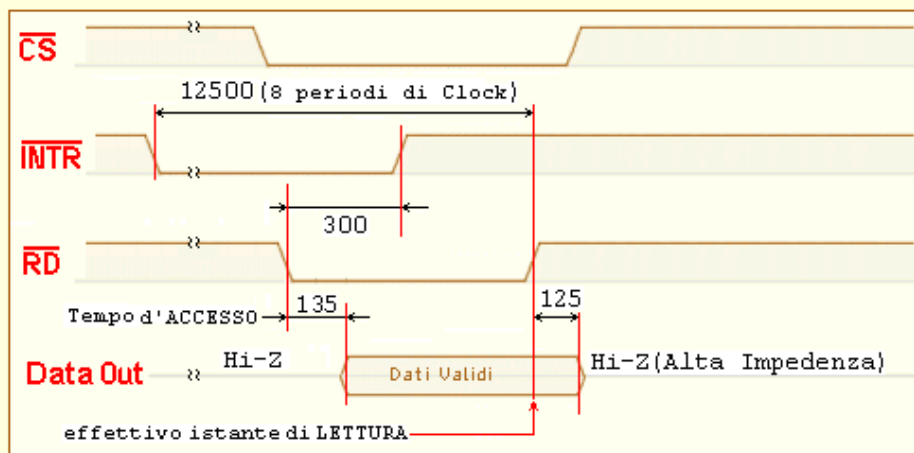 CS
12500(8 periodi di Clock)
INTR
300
RD
135
125
Tempo d'ACCESSO
Hi-Z
Hi-Z(Alta Impedenza)
Data Out
Dati Validi
effettivo istante di LETTURA